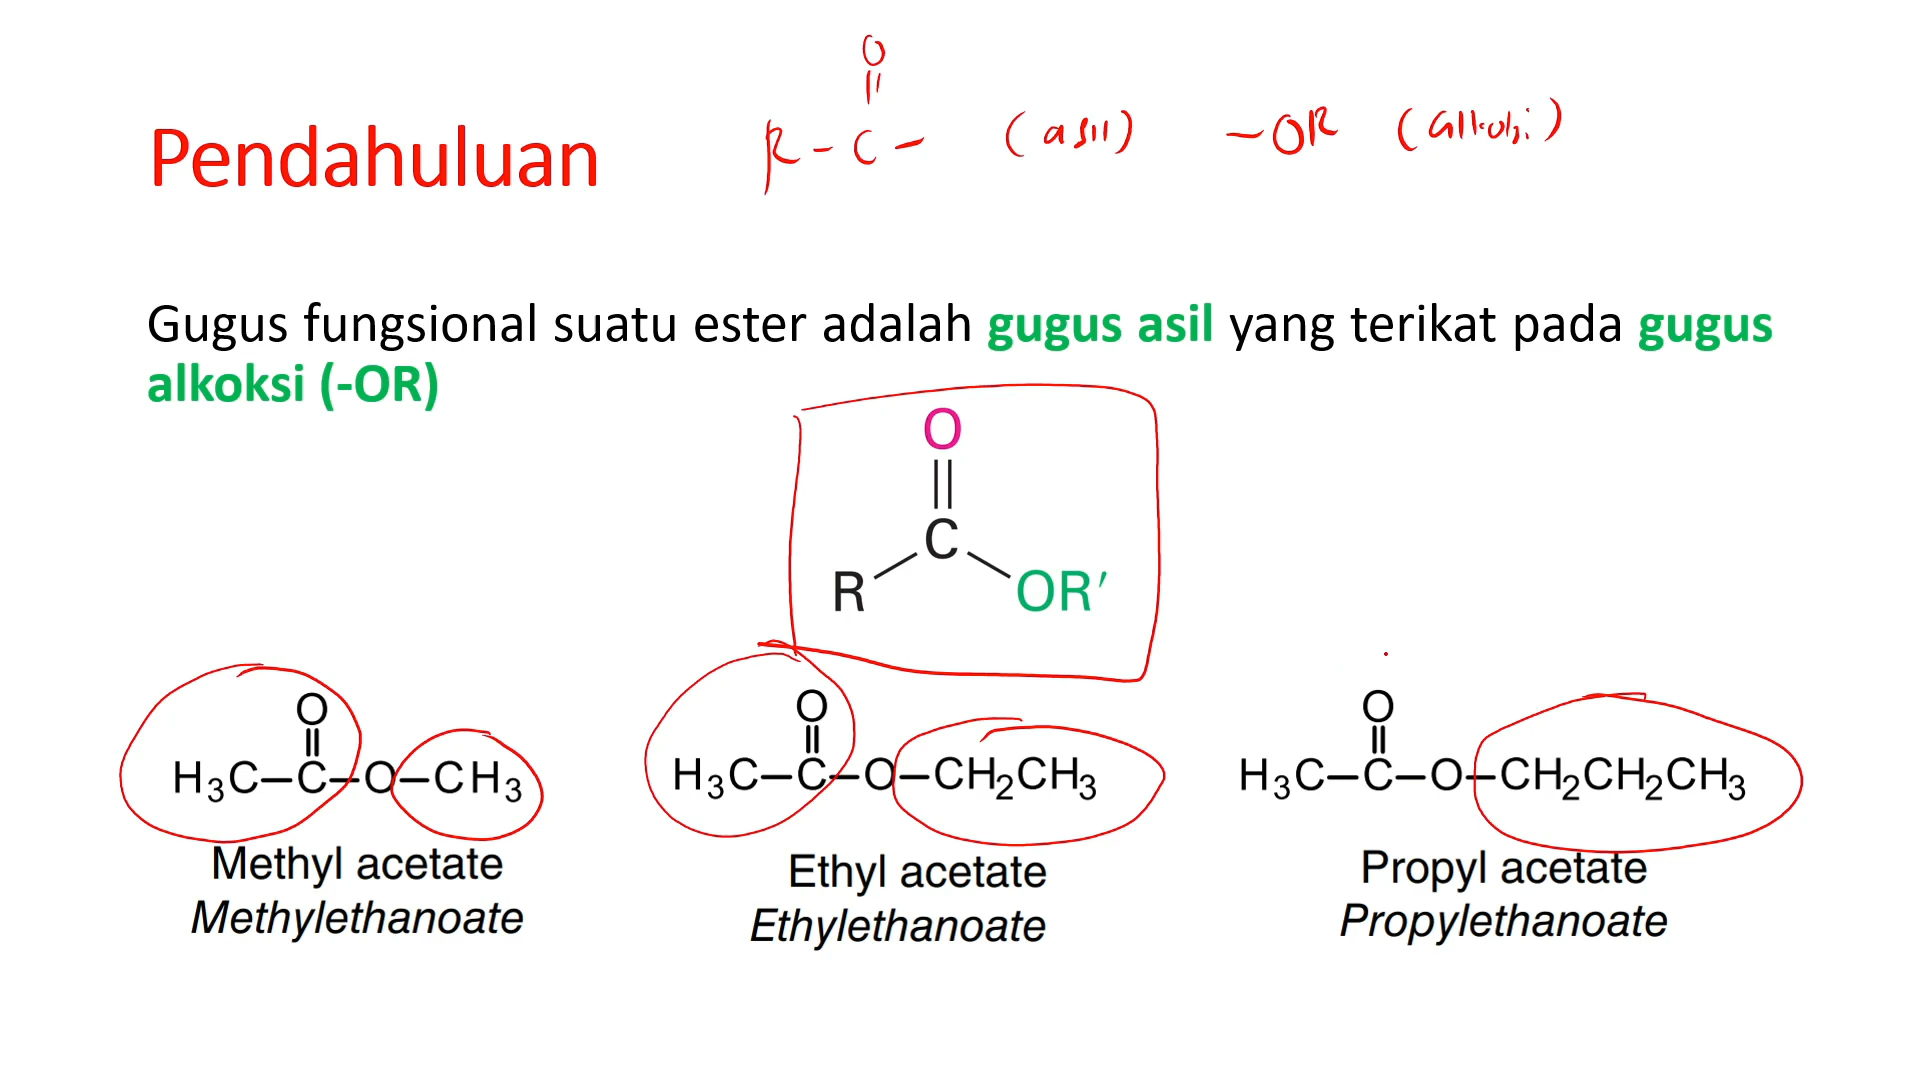 O
||
R-C- (asil) -OR (alkoksi)
Pendahuluan
Gugus fungsional suatu ester adalah gugus asil yang terikat pada gugus
alkoksi (-OR)
O
C
R OR′
O O O
H₃C–C–O–CH₃ H₃C–C–O–CH₂CH₃ H₃C–C–O–CH₂CH₂CH₃
Methyl acetate Ethyl acetate Propyl acetate
Methylethanoate Ethylethanoate Propylethanoate